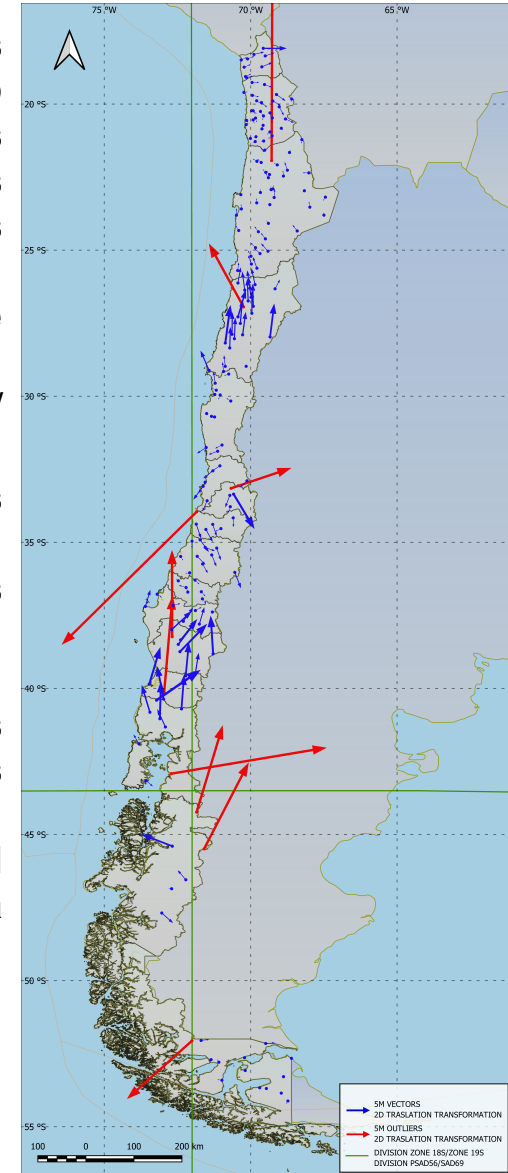 75 °W 70 °W 65 °W
20 °S
25 °S
30 °S
35 °S
40 °S
45 °S
50 °S
55 °S
100 0 100 200 km
5M VECTORS
2D TRASLATION TRANSFORMATION
5M OUTLIERS
2D TRASLATION TRANSFORMATION
DIVISION ZONE 18S/ZONE 19S
DIVISION PSAD56/SAD69